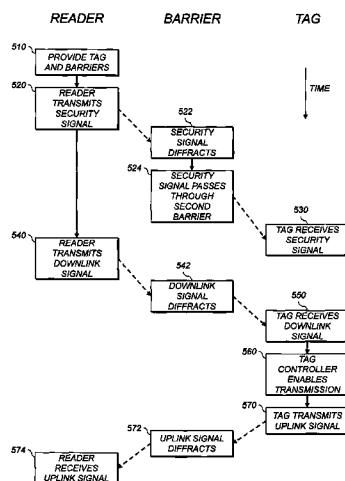 READER BARRIER TAG
510
PROVIDE TAG
AND BARRIERS
520
READER
TRANSMITS
SECURITY
SIGNAL
TIME
522
SECURITY
SIGNAL
DIFFRACTS
524
SECURITY
SIGNAL PASSES
THROUGH
SECOND
BARRIER
530
TAG RECEIVES
SECURITY
SIGNAL
540
READER
TRANSMITS
DOWNLINK
SIGNAL
542
DOWNLINK
SIGNAL
DIFFRACTS
550
TAG RECEIVES
DOWNLINK
SIGNAL
560
TAG
CONTROLLER
ENABLES
TRANSMISSION
570
TAG TRANSMITS
UPLINK SIGNAL
572
UPLINK SIGNAL
DIFFRACTS
574
READER
RECEIVES
UPLINK SIGNAL